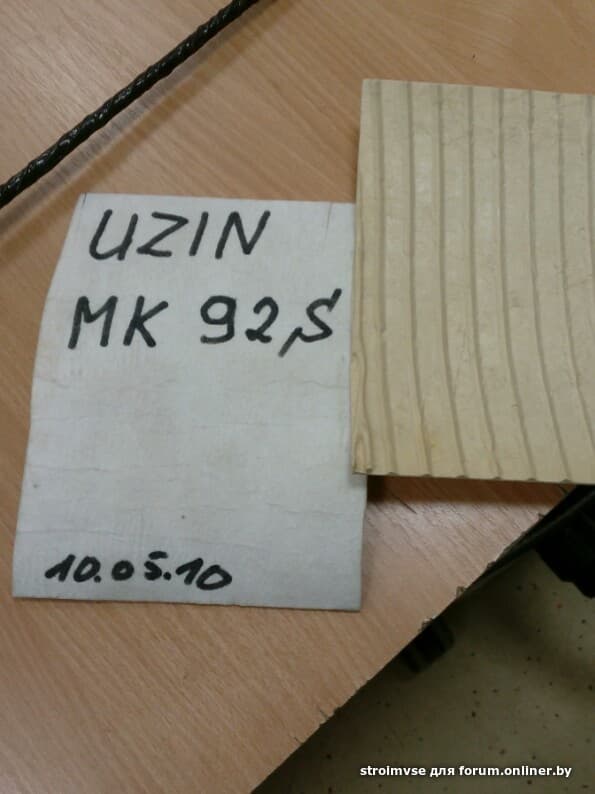 UZIN
MK 92 S
10.05.10
stroimvse для forum.onliner.by